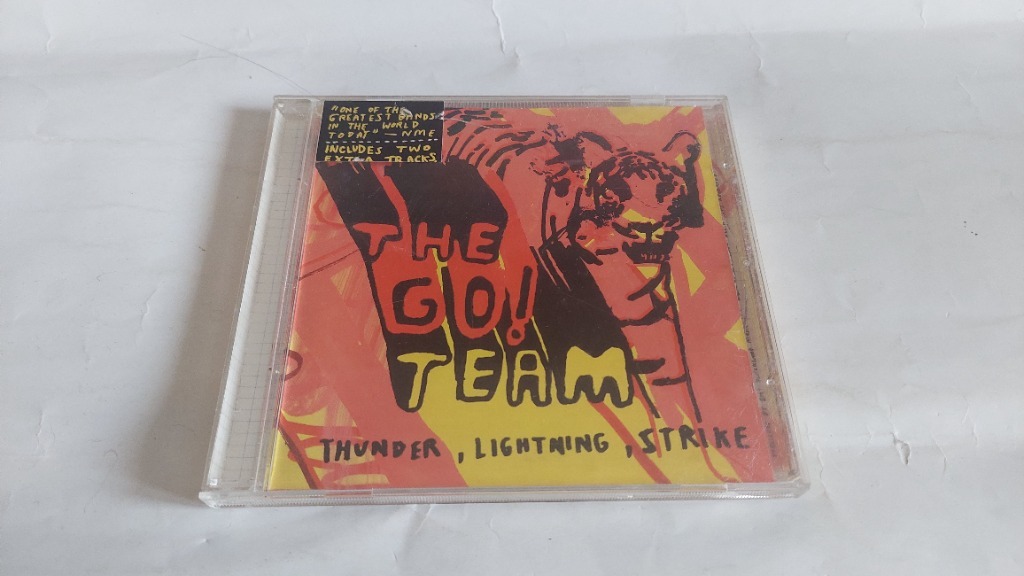 "ONE OF THE
GREATEST BANDS
IN THE WORLD
TODAY" — NME
INCLUDES TWO
EXTRA TRACKS
THE
GO!
TEAM
THUNDER, LIGHTNING, STRIKE